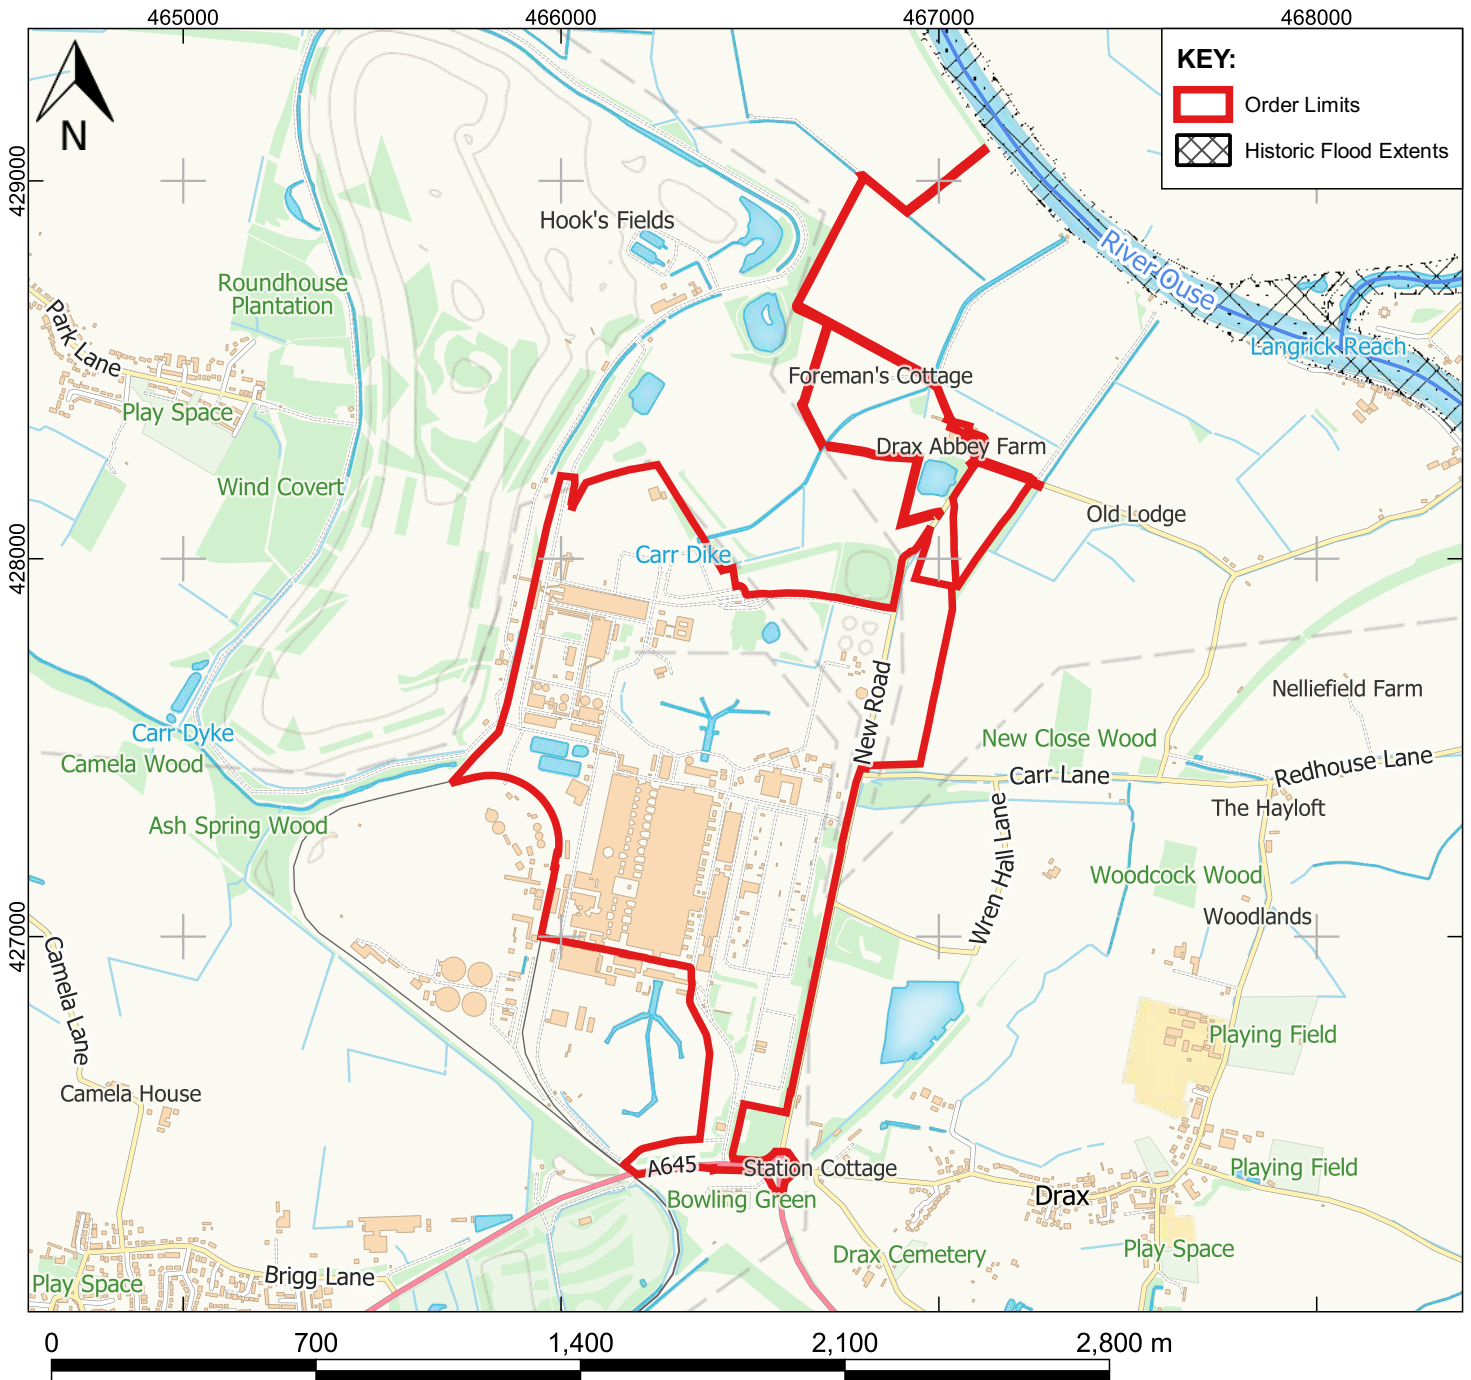 465000
466000
467000
468000
KEY:
Order Limits
Historic Flood Extents
N
429000
428000
427000
Hook's Fields
River Ouse
Roundhouse
Plantation
Park Lane
Langrick Reach
Foreman's Cottage
Play Space
Drax Abbey Farm
Wind Covert
Old Lodge
Carr Dike
Nelliefield Farm
New Road
Carr Dyke
New Close Wood
Camela Wood
Carr Lane
Redhouse Lane
The Hayloft
Ash Spring Wood
Wren Hall Lane
Woodcock Wood
Woodlands
Camela Lane
Playing Field
Camela House
A645
Station Cottage
Playing Field
Bowling Green
Drax
Drax Cemetery
Play Space
Brigg Lane
Play Space
0
700
1,400
2,100
2,800 m